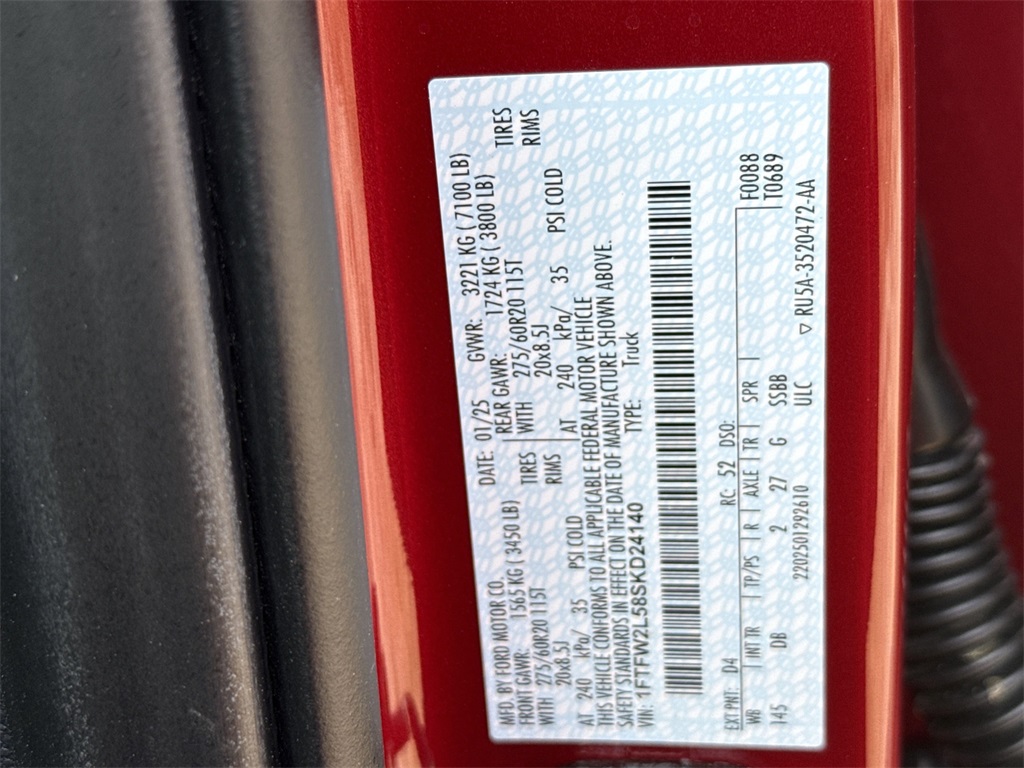 MFD. BY FORD MOTOR CO. DATE: 01/25 GVWR: 3221 KG ( 7100 LB)
FRONT GAWR: 1565 KG ( 3450 LB) REAR GAWR: 1724 KG ( 3800 LB)
WITH 275/60R20 115T TIRES WITH 275/60R20 115T TIRES
20x8.5J RIMS 20x8.5J RIMS
AT 240 kPa/ 35 PSI COLD AT 240 kPa/ 35 PSI COLD
THIS VEHICLE CONFORMS TO ALL APPLICABLE FEDERAL MOTOR VEHICLE
SAFETY STANDARDS IN EFFECT ON THE DATE OF MANUFACTURE SHOWN ABOVE.
VIN: 1FTFW2L58SKD24140 TYPE: Truck
EXT PNT: D4 RC: 52 DSO: F0088
WB | INT TR | TP/PS | R | AXLE | TR | SPR | T0689
145 DB 2 27 G SSBB
2202501292610 ULC ▽ RU5A-3520472-AA